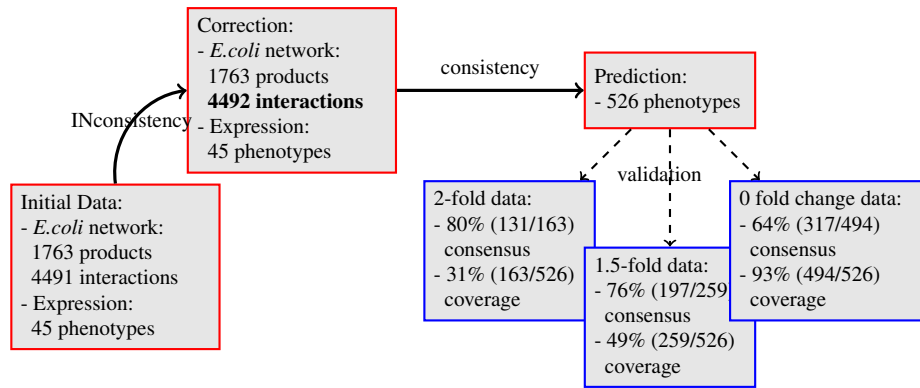 Correction:
- E.coli network:
1763 products
4492 interactions
- Expression:
45 phenotypes
consistency
Prediction:
- 526 phenotypes
INconsistency
validation
Initial Data:
- E.coli network:
1763 products
4491 interactions
- Expression:
45 phenotypes
2-fold data:
- 80% (131/163)
consensus
- 31% (163/526)
coverage
1.5-fold data:
- 76% (197/259)
consensus
- 49% (259/526)
coverage
0 fold change data:
- 64% (317/494)
consensus
- 93% (494/526)
coverage